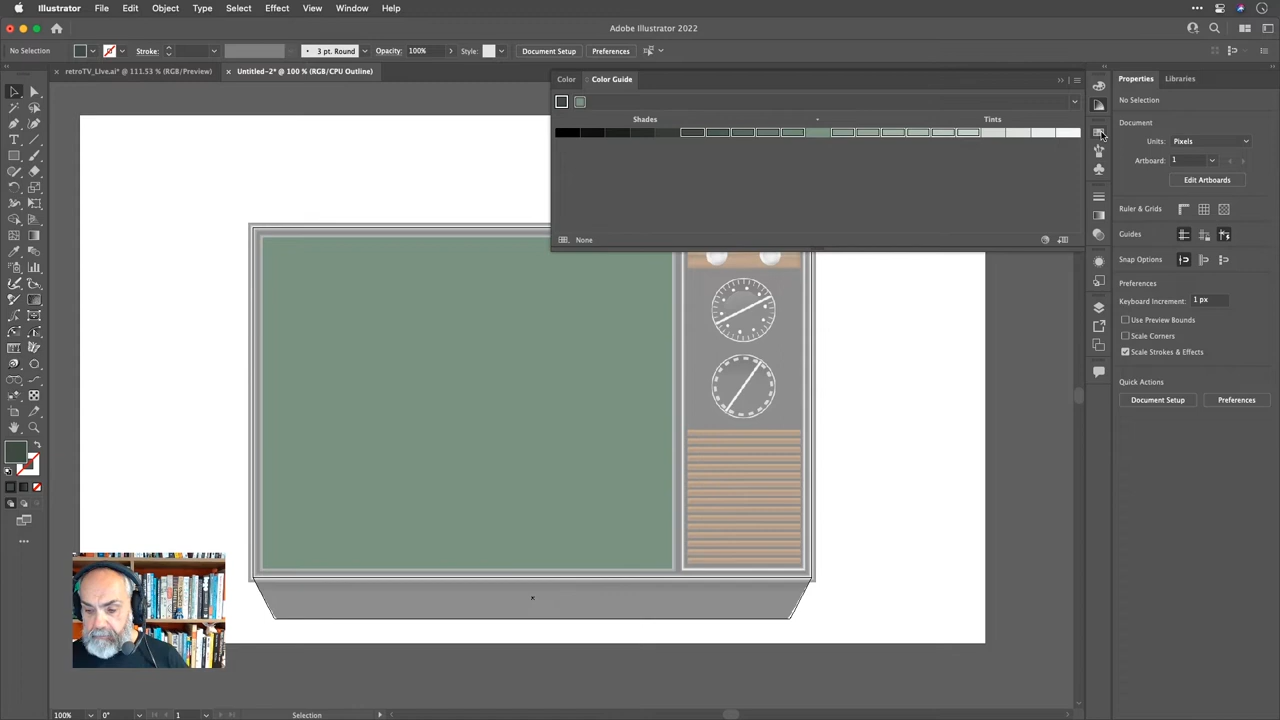 Illustrator File Edit Object Type Select Effect View Window Help
Adobe Illustrator 2022
No Selection Stroke: 3 pt. Round Opacity: 100% Style: Document Setup Preferences
× retroTV_LIve.ai* @ 111.53 % (RGB/Preview) × Untitled-2* @ 100 % (RGB/CPU Outline)
Color Color Guide
Properties Libraries
No Selection
Shades Tints
Document
Units: Pixels
Artboard: 1
Edit Artboards
Ruler & Grids
Guides
None
Snap Options
Preferences
Keyboard Increment: 1 px
Use Preview Bounds
Scale Corners
Scale Strokes & Effects
Quick Actions
Document Setup Preferences
100% 0° 1 Selection